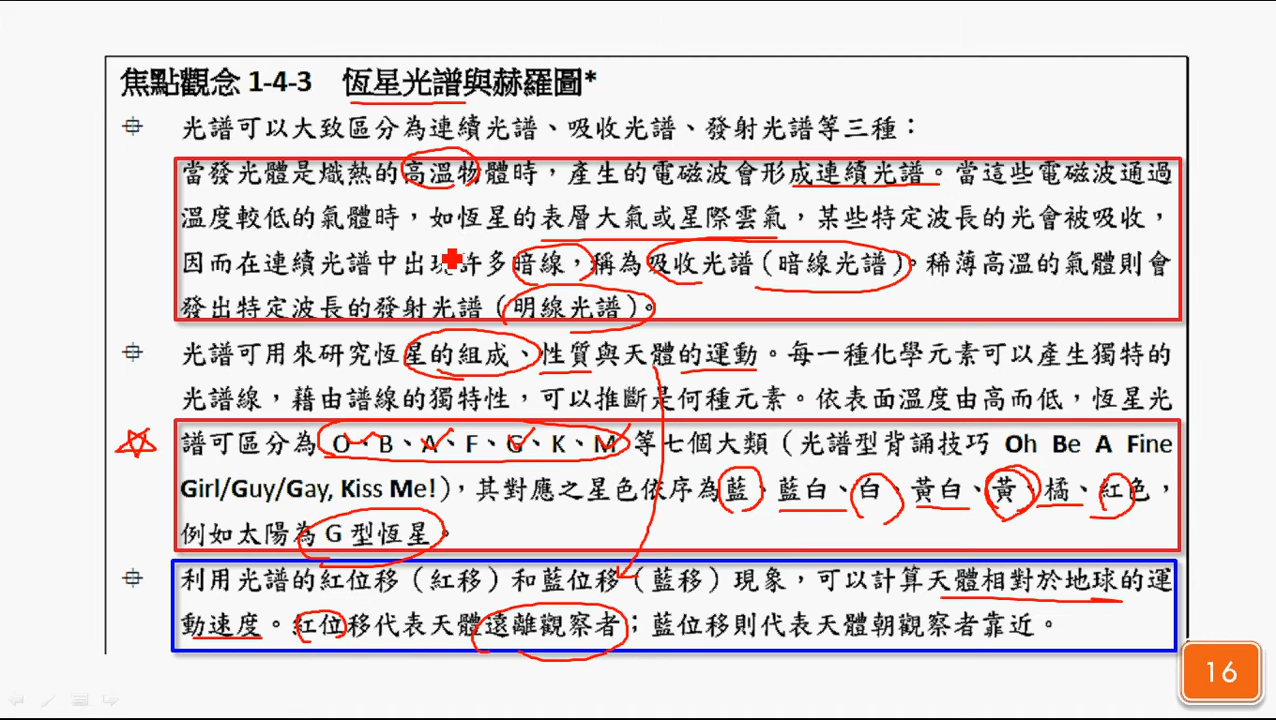 焦點觀念 1-4-3 恆星光譜與赫羅圖*
光譜可以大致區分為連續光譜、吸收光譜、發射光譜等三種：
當發光體是熾熱的高溫物體時，產生的電磁波會形成連續光譜。當這些電磁波通過
溫度較低的氣體時，如恆星的表層大氣或星際雲氣，某些特定波長的光會被吸收，
因而在連續光譜中出現許多暗線，稱為吸收光譜（暗線光譜）。稀薄高溫的氣體則會
發出特定波長的發射光譜（明線光譜）。
光譜可用來研究恆星的組成、性質與天體的運動。每一種化學元素可以產生獨特的
光譜線，藉由譜線的獨特性，可以推斷是何種元素。依表面溫度由高而低，恆星光
譜可區分為 O、B、A、F、G、K、M 等七個大類（光譜型背誦技巧 Oh Be A Fine
Girl/Guy/Gay, Kiss Me!），其對應之星色依序為藍、藍白、白、黃白、黃、橘、紅色，
例如太陽為 G 型恆星。
利用光譜的紅位移（紅移）和藍位移（藍移）現象，可以計算天體相對於地球的運
動速度。紅位移代表天體遠離觀察者；藍位移則代表天體朝觀察者靠近。
16